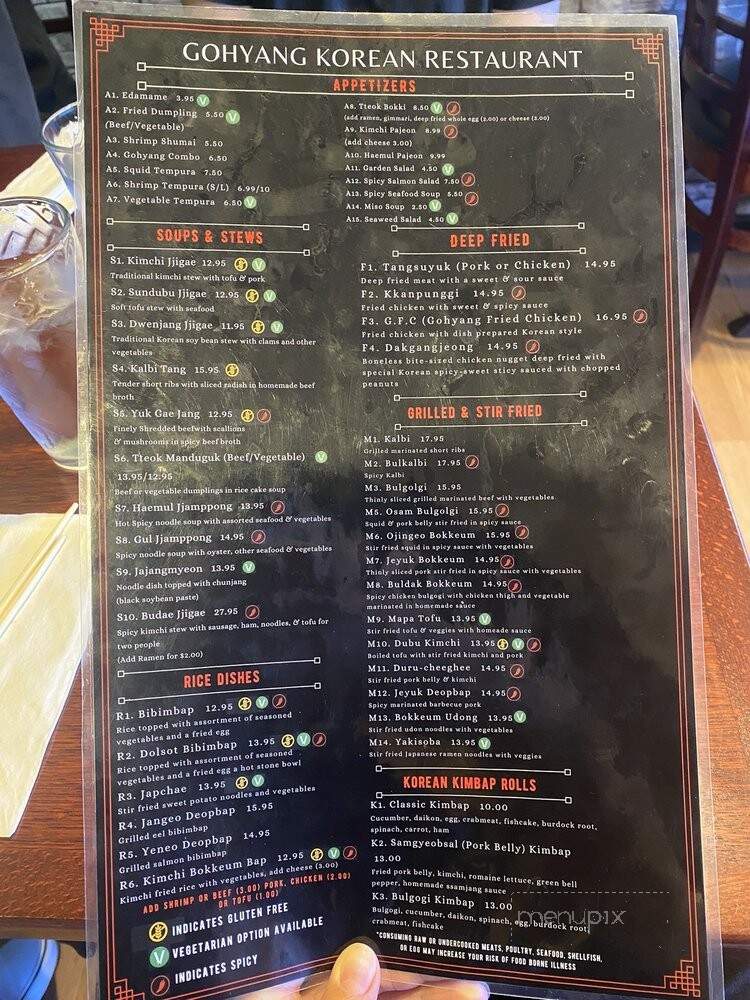 GOHYANG KOREAN RESTAURANT
APPETIZERS
A1. Edamame 3.95 V
A2. Fried Dumpling 5.50 V
(Beef/Vegetable)
A3. Shrimp Shumai 5.50
A4. Gohyang Combo 6.50
A5. Squid Tempura 7.50
A6. Shrimp Tempura (S/L) 6.99/10
A7. Vegetable Tempura 6.50 V
A8. Tteok Bokki 8.50 V
(add ramen, gimmari, deep fried whole egg (2.00) or cheese (3.00)
A9. Kimchi Pajeon 8.99
(add cheese 3.00)
A10. Haemul Pajeon 9.99
A11. Garden Salad 4.50 V
A12. Spicy Salmon Salad 7.50
A13. Spicy Seafood Soup 5.50
A14. Miso Soup 2.50 V
A15. Seaweed Salad 4.50 V
SOUPS & STEWS
S1. Kimchi Jjigae 12.95 V
Traditional kimchi stew with tofu & pork
S2. Sundubu Jjigae 12.95 V
Soft tofu stew with seafood
S3. Dwenjang Jjigae 11.95 V
Traditional Korean soy bean stew with clams and other
vegetables
S4. Kalbi Tang 15.95
Tender short ribs with sliced radish in homemade beef
broth
S5. Yuk Gae Jang 12.95
Finely Shredded beefwith scallions
& mushrooms in spicy beef broth
S6. Tteok Manduguk (Beef/Vegetable) V
13.95/12.95
Beef or vegetable dumplings in rice cake soup
S7. Haemul Jjamppong 13.95
Hot Spicy noodle soup with assorted seafood & vegetables
S8. Gul Jjamppong 14.95
Spicy noodle soup with oyster, other seafood & vegetables
S9. Jajangmyeon 13.95 V
Noodle dish topped with chunjang
(black soybean paste)
S10. Budae Jjigae 27.95
Spicy kimchi stew with sausage, ham, noodles, & tofu for
two people
(Add Ramen for $2.00)
RICE DISHES
R1. Bibimbap 12.95 V
Rice topped with assortment of seasoned
vegetables and a fried egg
R2. Dolsot Bibimbap 13.95 V
Rice topped with assortment of seasoned
vegetables and a fried egg a hot stone bowl
R3. Japchae 13.95 V
Stir fried sweet potato noodles and vegetables
R4. Jangeo Deopbap 15.95
Grilled eel bibimbap
R5. Yeneo Deopbap 14.95
Grilled salmon bibimbap
R6. Kimchi Bokkeum Bap 12.95 V
Kimchi fried rice with vegetables, add cheese (3.00)
ADD SHRIMP OR BEEF (3.00) PORK, CHICKEN (2.00)
OR TOFU (1.00)
INDICATES GLUTEN FREE
V VEGETARIAN OPTION AVAILABLE
INDICATES SPICY
DEEP FRIED
F1. Tangsuyuk (Pork or Chicken) 14.95
Deep fried meat with a sweet & sour sauce
F2. Kkanpunggi 14.95
Fried chicken with sweet & spicy sauce
F3. G.F.C (Gohyang Fried Chicken) 16.95
Fried chicken with dish prepared Korean style
F4. Dakgangjeong 14.95
Boneless bite-sized chicken nugget deep fried with
special Korean spicy-sweet sticy sauced with chopped
peanuts
GRILLED & STIR FRIED
M1. Kalbi 17.95
Grilled marinated short ribs
M2. Bulkalbi 17.95
Spicy Kalbi
M3. Bulgolgi 15.95
Thinly sliced grilled marinated beef with vegetables
M5. Osam Bulgolgi 15.95
Squid & pork belly stir fried in spicy sauce
M6. Ojingeo Bokkeum 15.95
Stir fried squid in spicy sauce with vegetables
M7. Jeyuk Bokkeum 14.95
Thinly sliced pork stir fried in spicy sauce with vegetables
M8. Buldak Bokkeum 14.95
Spicy chicken bulgogi with chicken thigh and vegetable
marinated in homemade sauce
M9. Mapa Tofu 13.95 V
Stir fried tofu & veggies with homeade sauce
M10. Dubu Kimchi 13.95 V
Boiled tofu with stir fried kimchi and pork
M11. Duru-cheeghee 14.95
Stir fried pork belly & kimchi
M12. Jeyuk Deopbap 14.95
Spicy marinated barbecue pork
M13. Bokkeum Udong 13.95 V
Stir fried udon noodles with vegetables
M14. Yakisoba 13.95 V
Stir fried Japanese ramen noodles with veggies
KOREAN KIMBAP ROLLS
K1. Classic Kimbap 10.00
Cucumber, daikon, egg, crabmeat, fishcake, burdock root,
spinach, carrot, ham
K2. Samgyeobsal (Pork Belly) Kimbap
13.00
Fried pork belly, kimchi, romaine lettuce, green bell
pepper, homemade ssamjang sauce
K3. Bulgogi Kimbap 13.00
Bulgogi, cucumber, daikon, spinach, egg, burdock root,
crabmeat, fishcake
*CONSUMING RAW OR UNDERCOOKED MEATS, POULTRY, SEAFOOD, SHELLFISH,
OR EGG MAY INCREASE YOUR RISK OF FOOD BORNE ILLNESS
menupix